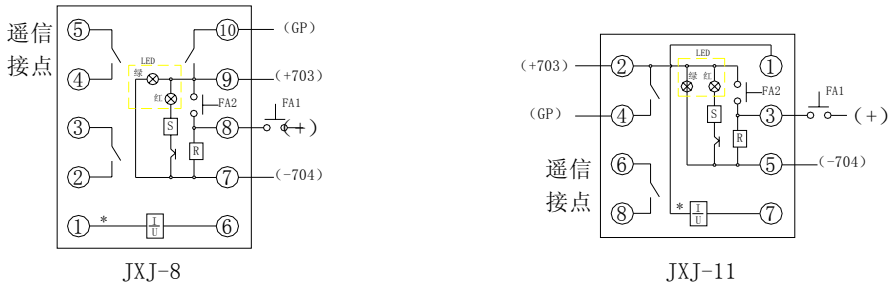 遥信
接点
⑤
⑩
(GP)
LED
绿
④
⑨
(+703)
红
FA2
FA1
③
S
⑧
(+)
R
②
⑦
(-704)
①
*
I
U
⑥
JXJ-8
LED
(+703)
②
①
绿
红
FA2
FA1
(GP)
④
S
③
(+)
R
遥信
接点
⑥
⑤
(-704)
⑧
*
I
U
⑦
JXJ-11